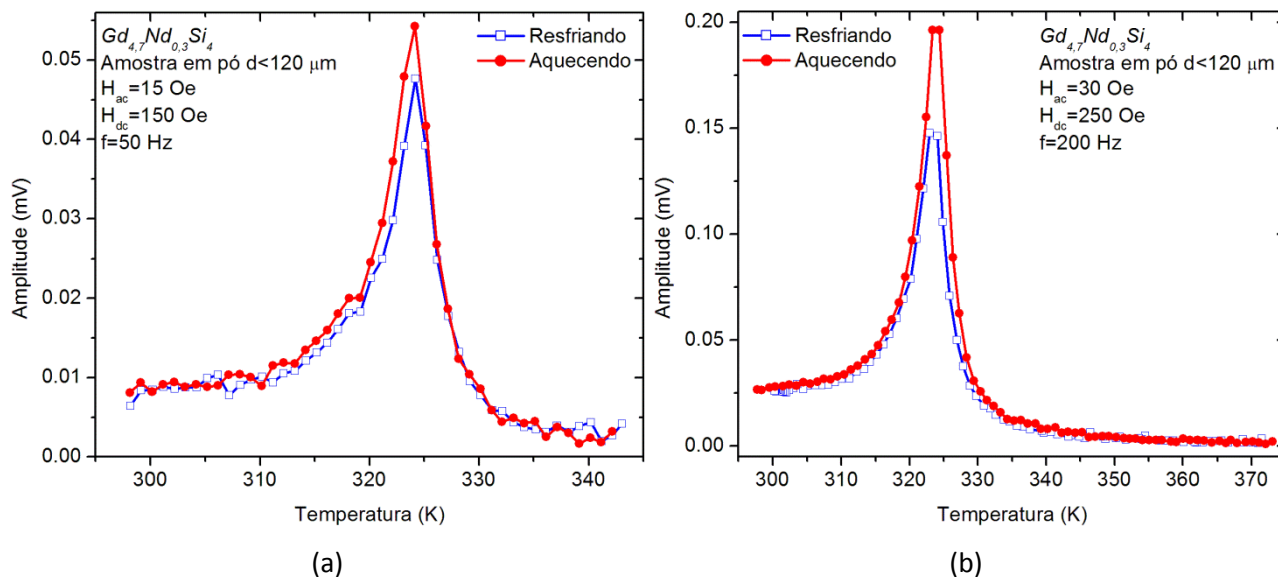 Gd4,7Nd0,3Si4
Amostra em pó d<120 μm
Hac=15 Oe
Hdc=150 Oe
f=50 Hz
Resfriando
Aquecendo
0.05
0.04
0.03
0.02
0.01
0.00
Amplitude (mV)
300 310 320 330 340
Temperatura (K)
(a)
Resfriando
Aquecendo
Gd4,7Nd0,3Si4
Amostra em pó d<120 μm
Hac=30 Oe
Hdc=250 Oe
f=200 Hz
0.20
0.15
0.10
0.05
0.00
Amplitude (mV)
300 310 320 330 340 350 360 370
Temperatura (K)
(b)